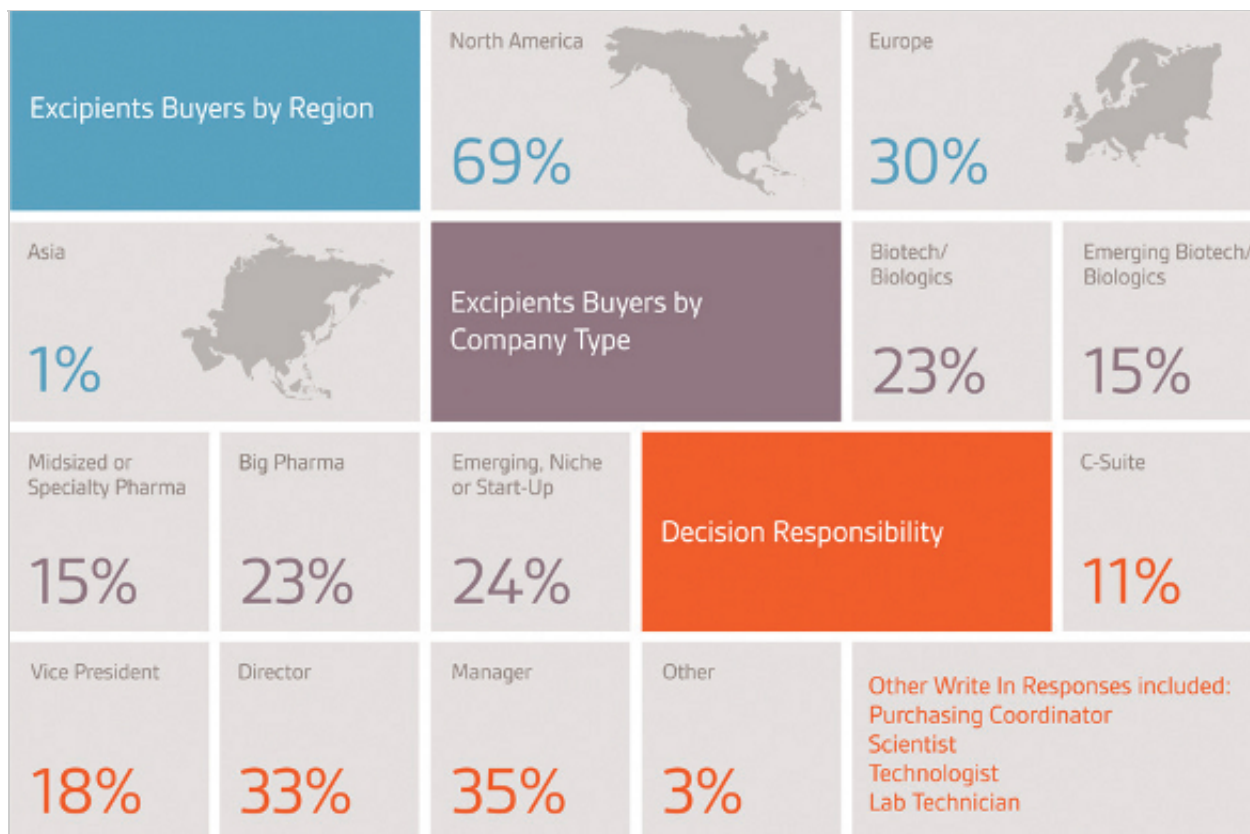 Excipients Buyers by Region
North America
69%
Europe
30%
Asia
1%
Excipients Buyers by
Company Type
Biotech/
Biologics
23%
Emerging Biotech/
Biologics
15%
Midsized or
Specialty Pharma
15%
Big Pharma
23%
Emerging, Niche
or Start-Up
24%
Decision Responsibility
C-Suite
11%
Vice President
18%
Director
33%
Manager
35%
Other
3%
Other Write In Responses included:
Purchasing Coordinator
Scientist
Technologist
Lab Technician